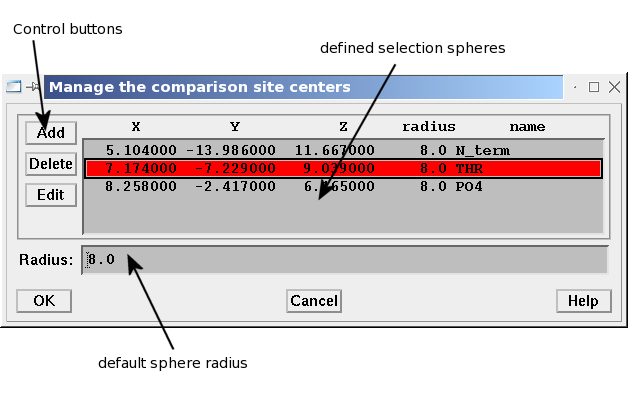 Control buttons
defined selection spheres
Manage the comparison site centers
Add
X Y Z radius name
5.104000 -13.986000 11.667000 8.0 N_term
Delete
7.174000 -7.229000 9.039000 8.0 THR
Edit
8.258000 -2.417000 6.165000 8.0 PO4
Radius: 8.0
OK Cancel Help
default sphere radius